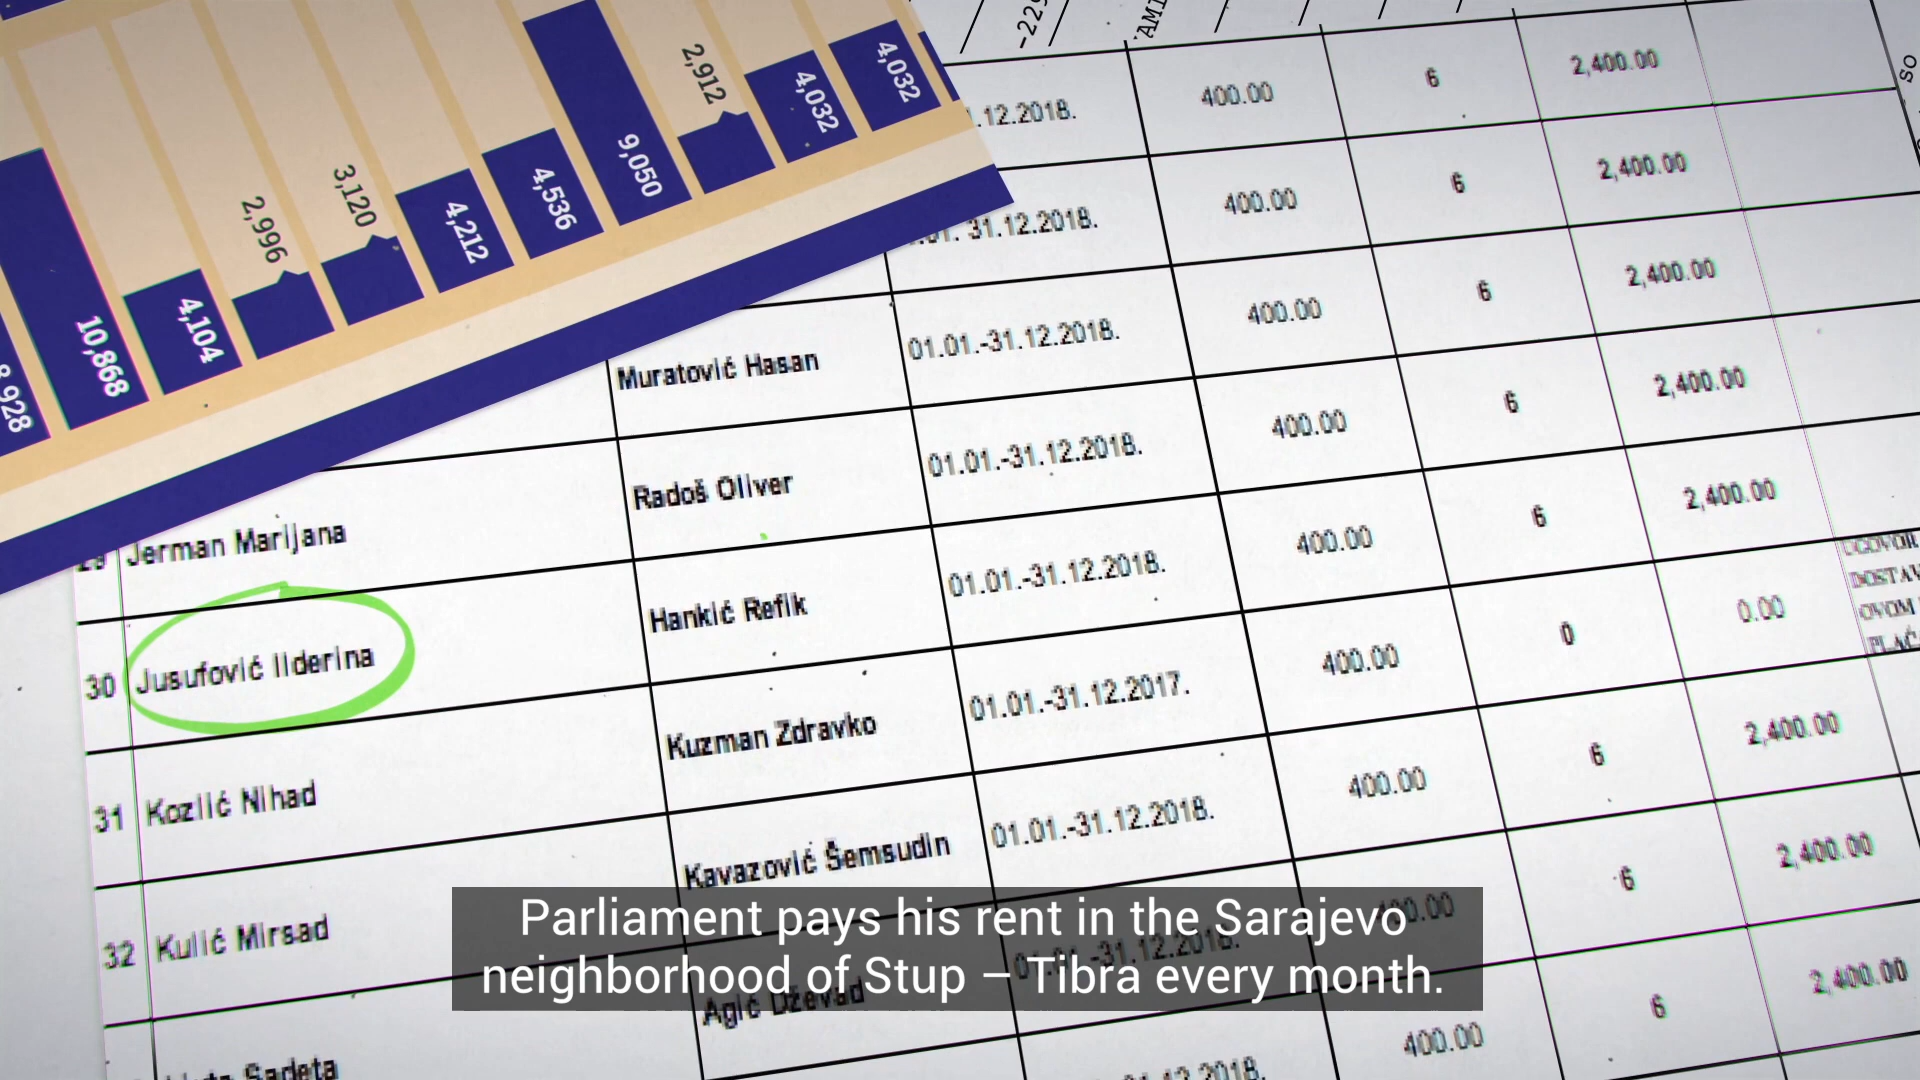 8,928
10,868
4,104
2,996
3,120
4,212
4,536
9,050
2,912
4,032
4,032
400.00 6 2,400.00
31.12.2018. 400.00 6 2,400.00
Muratović Hasan 01.01.-31.12.2018. 400.00 6 2,400.00
Jerman Marijana Radoš Oliver 01.01.-31.12.2018. 400.00 6 2,400.00
30 Jusufović Ilderina Hankić Refik 01.01.-31.12.2018. 400.00 6 2,400.00
31 Kozlić Nihad Kuzman Zdravko 01.01.-31.12.2017. 400.00 0 0.00
32 Kulić Mirsad Kavazović Šemsudin 01.01.-31.12.2018. 400.00 6 2,400.00
Sadeta Agić Dževad 01.01.-31.12.2018. 6 2,400.00
400.00 6 2,400.00
Parliament pays his rent in the Sarajevo
neighborhood of Stup – Tibra every month.